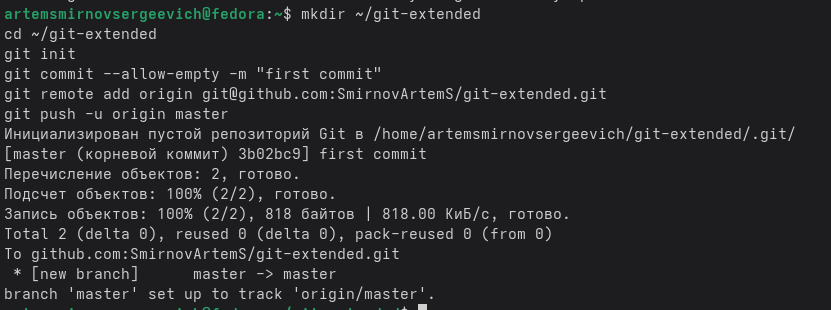 artemsmirnovsergeevich@fedora:~$ mkdir ~/git-extended
cd ~/git-extended
git init
git commit --allow-empty -m "first commit"
git remote add origin git@github.com:SmirnovArtemS/git-extended.git
git push -u origin master
Инициализирован пустой репозиторий Git в /home/artemsmirnovsergeevich/git-extended/.git/
[master (корневой коммит) 3b02bc9] first commit
Перечисление объектов: 2, готово.
Подсчет объектов: 100% (2/2), готово.
Запись объектов: 100% (2/2), 818 байтов | 818.00 КиБ/с, готово.
Total 2 (delta 0), reused 0 (delta 0), pack-reused 0 (from 0)
To github.com:SmirnovArtemS/git-extended.git
 * [new branch]      master -> master
branch 'master' set up to track 'origin/master'.